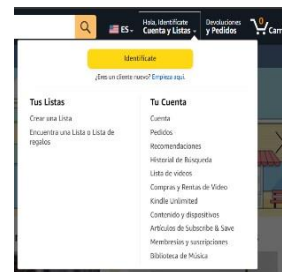 ES
Hola, Identifícate
Cuenta y Listas
Devoluciones
y Pedidos
0
Carr
Identifícate
¿Eres un cliente nuevo? Empieza aquí.
Tus Listas
Crear una Lista
Encuentra una Lista o Lista de
regalos
Tu Cuenta
Cuenta
Pedidos
Recomendaciones
Historial de Búsqueda
Lista de videos
Compras y Rentas de Video
Kindle Unlimited
Contenido y dispositivos
Artículos de Subscribe & Save
Membresías y suscripciones
Biblioteca de Música